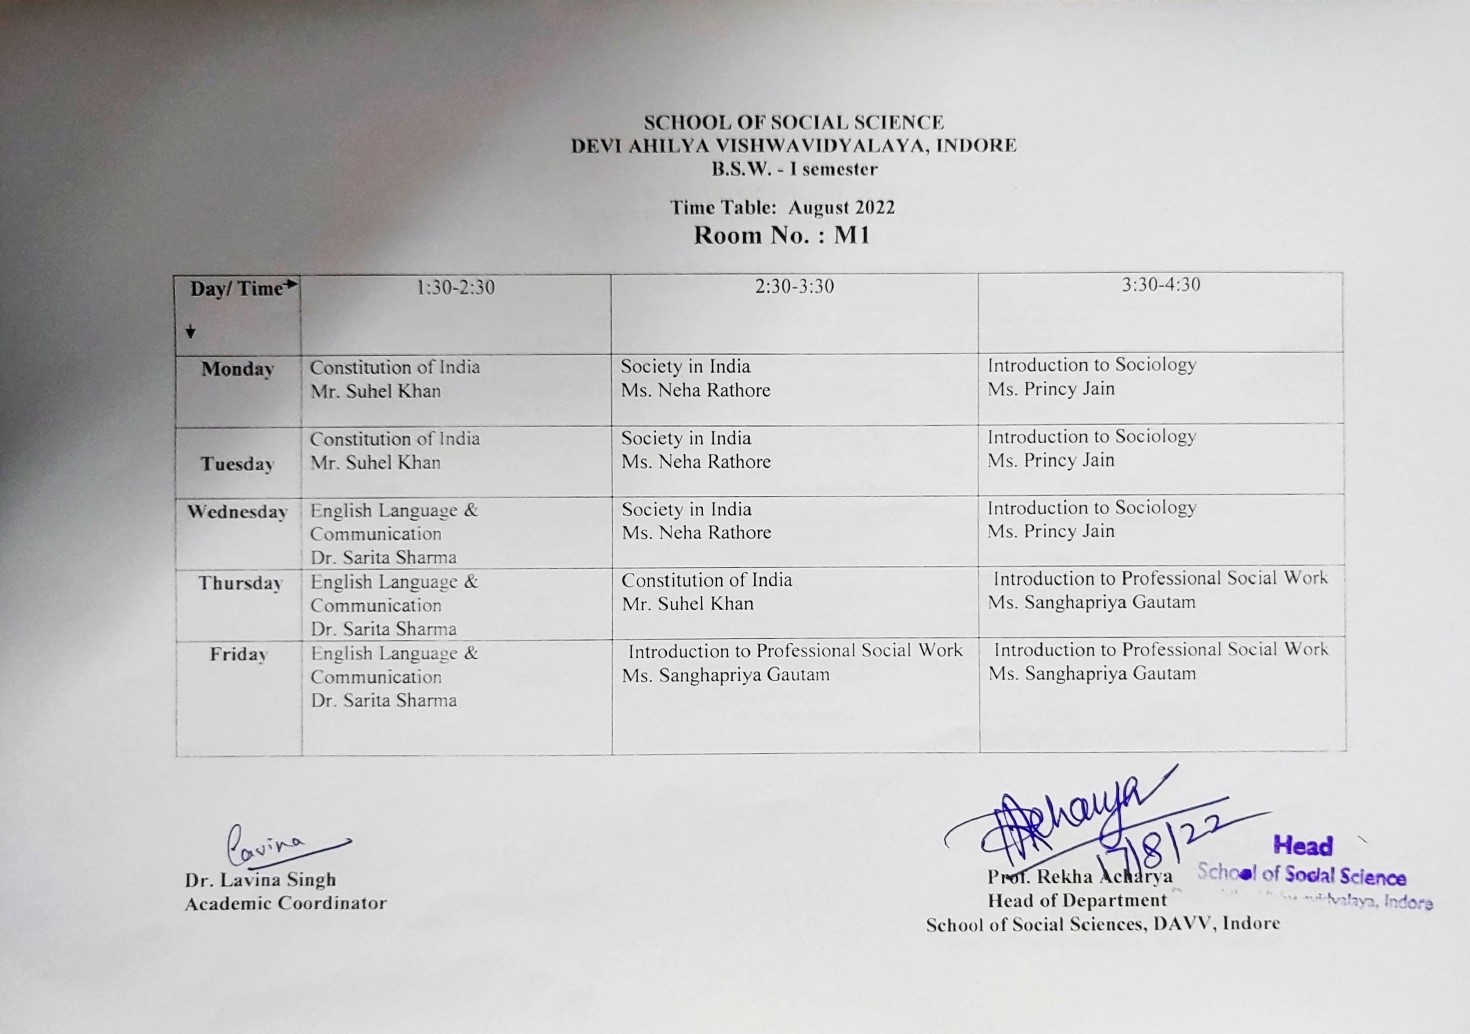 SCHOOL OF SOCIAL SCIENCE
DEVI AHILYA VISHWAVIDYALAYA, INDORE
B.S.W. - I semester
Time Table: August 2022
Room No. : M1
Day/ Time
1:30-2:30
2:30-3:30
3:30-4:30
Monday
Constitution of India
Mr. Suhel Khan
Society in India
Ms. Neha Rathore
Introduction to Sociology
Ms. Princy Jain
Tuesday
Constitution of India
Mr. Suhel Khan
Society in India
Ms. Neha Rathore
Introduction to Sociology
Ms. Princy Jain
Wednesday
English Language &
Communication
Dr. Sarita Sharma
Society in India
Ms. Neha Rathore
Introduction to Sociology
Ms. Princy Jain
Thursday
English Language &
Communication
Dr. Sarita Sharma
Constitution of India
Mr. Suhel Khan
Introduction to Professional Social Work
Ms. Sanghapriya Gautam
Friday
English Language &
Communication
Dr. Sarita Sharma
Introduction to Professional Social Work
Ms. Sanghapriya Gautam
Introduction to Professional Social Work
Ms. Sanghapriya Gautam
Lavina
Dr. Lavina Singh
Academic Coordinator
17/8/22
Prof. Rekha Acharya
Head of Department
School of Social Sciences, DAVV, Indore
Head
School of Social Science
Indore